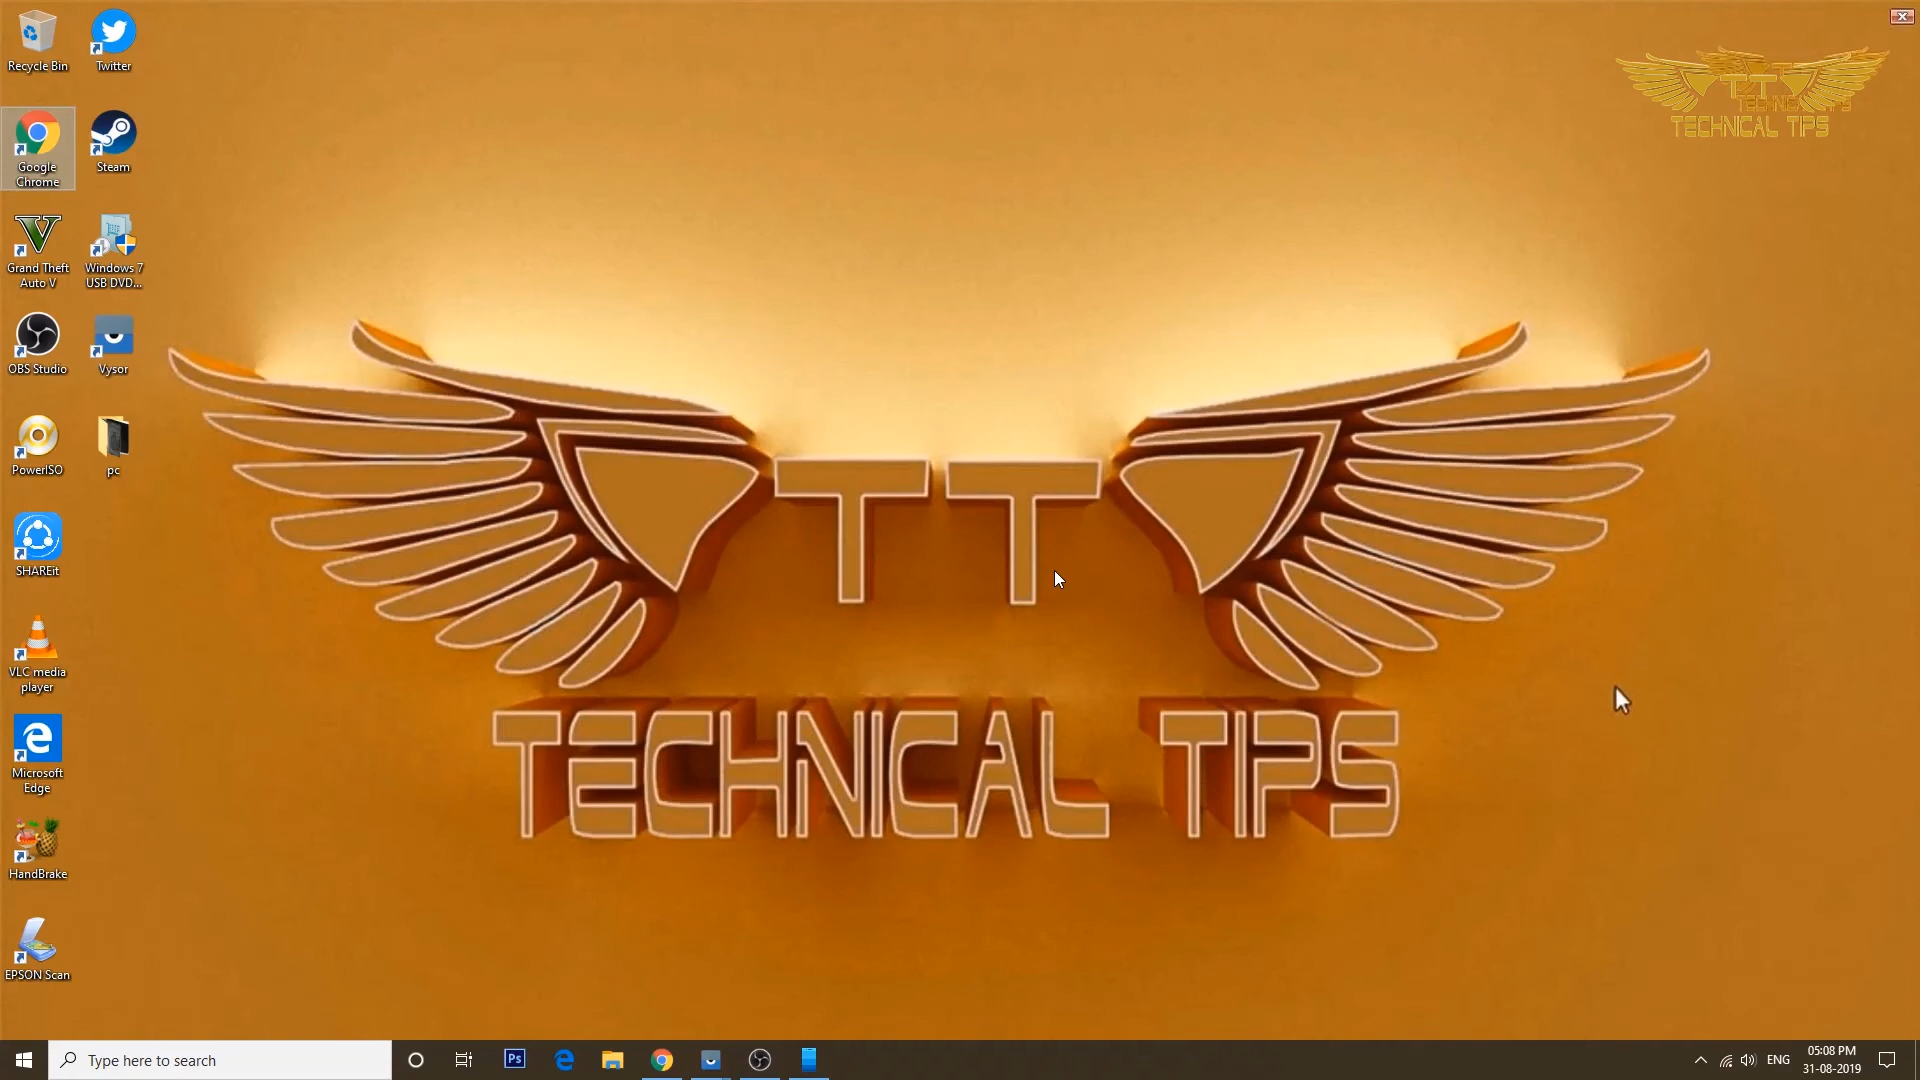 Recycle Bin
Twitter
Google
Chrome
Steam
Grand Theft
Auto V
Windows 7
USB DVD...
OBS Studio
Vysor
PowerISO
pc
SHAREit
VLC media
player
Microsoft
Edge
HandBrake
EPSON Scan
TT
TECHNICAL TIPS
TT
TECHNICAL TIPS
Type here to search
Ps
ENG
05:08 PM
31-08-2019